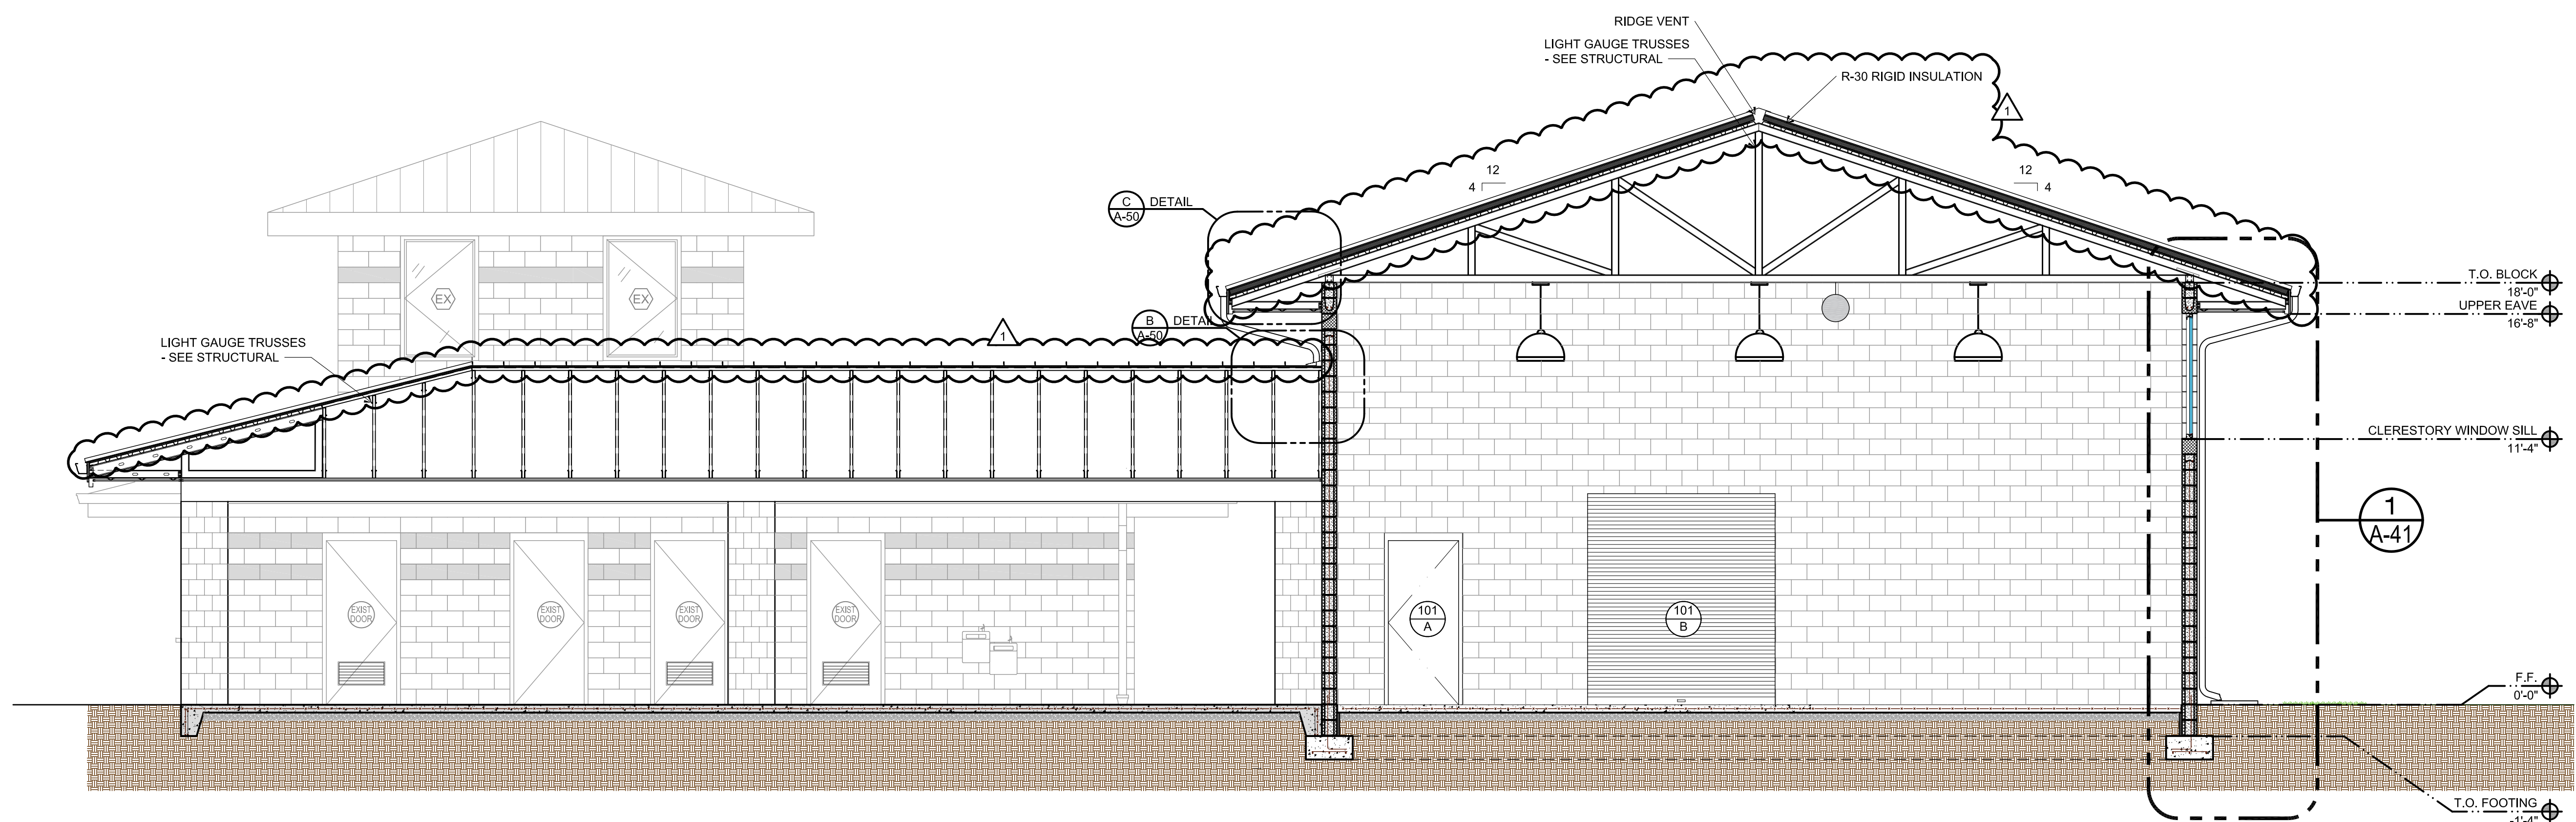 RIDGE VENT
LIGHT GAUGE TRUSSES
- SEE STRUCTURAL
R-30 RIGID INSULATION
1
12
4
12
4
C
A-50
DETAIL
EX
EX
T.O. BLOCK
18'-0"
UPPER EAVE
16'-8"
B
A-50
DETAIL
1
LIGHT GAUGE TRUSSES
- SEE STRUCTURAL
CLERESTORY WINDOW SILL
11'-4"
1
A-41
EXIST
DOOR
EXIST
DOOR
EXIST
DOOR
EXIST
DOOR
101
A
101
B
F.F.
0'-0"
T.O. FOOTING
-1'-4"